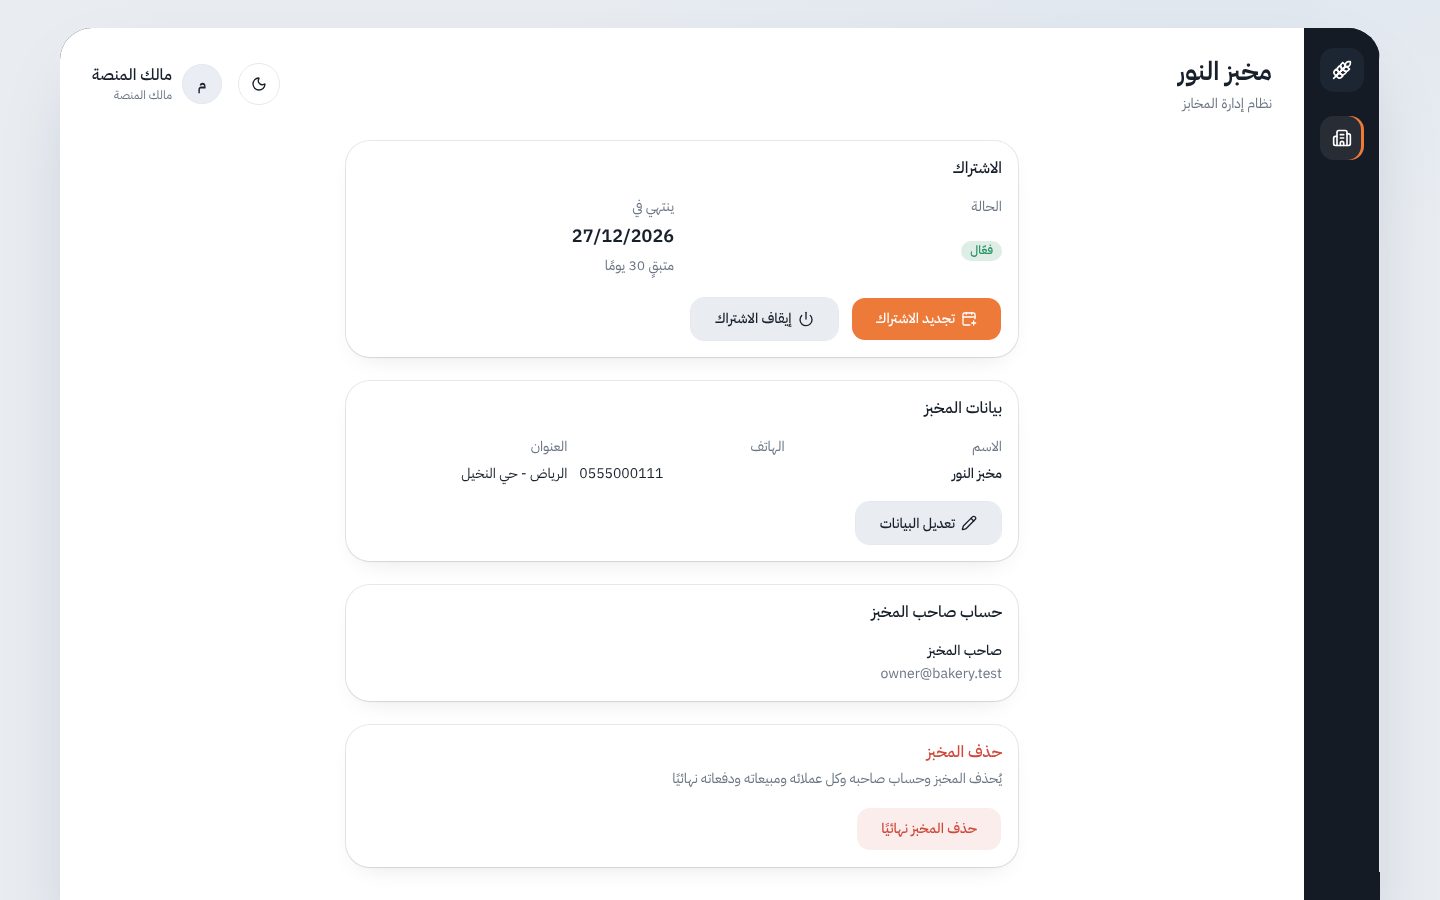 مخبز النور
نظام إدارة المخابز
م
مالك المنصة
مالك المنصة
الاشتراك
الحالة
فعّال
ينتهي في
27/12/2026
متبقٍ 30 يومًا
تجديد الاشتراك
إيقاف الاشتراك
بيانات المخبز
الاسم
مخبز النور
الهاتف
0555000111
العنوان
الرياض - حي النخيل
تعديل البيانات
حساب صاحب المخبز
صاحب المخبز
owner@bakery.test
حذف المخبز
يُحذف المخبز وحساب صاحبه وكل عملائه ومبيعاته ودفعاته نهائيًا
حذف المخبز نهائيًا